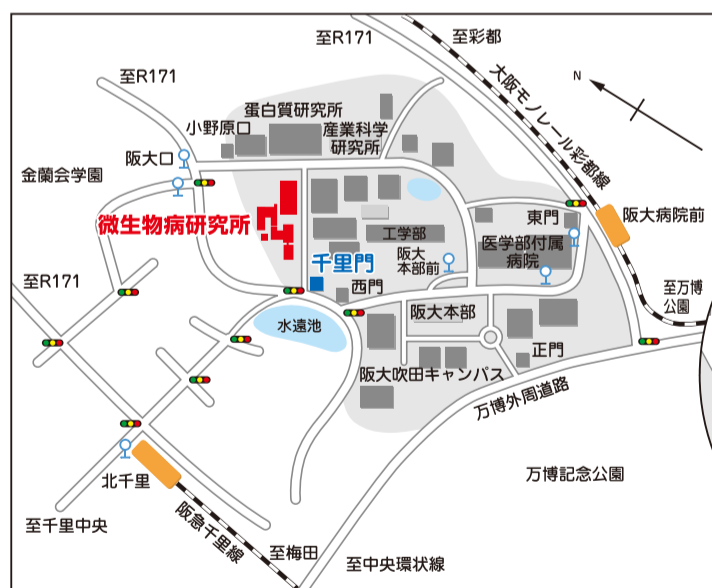 至R171
至彩都
至R171
大阪モノレール彩都線
N
蛋白質研究所
小野原口
産業科学
研究所
阪大口
金蘭会学園
微生物病研究所
東門
阪大病院前
工学部
医学部付属
病院
阪大
本部前
千里門
西門
至R171
至万博
公園
水遠池
阪大本部
正門
阪大吹田キャンパス
万博外周道路
万博記念公園
北千里
至千里中央
阪急千里線
至梅田
至中央環状線